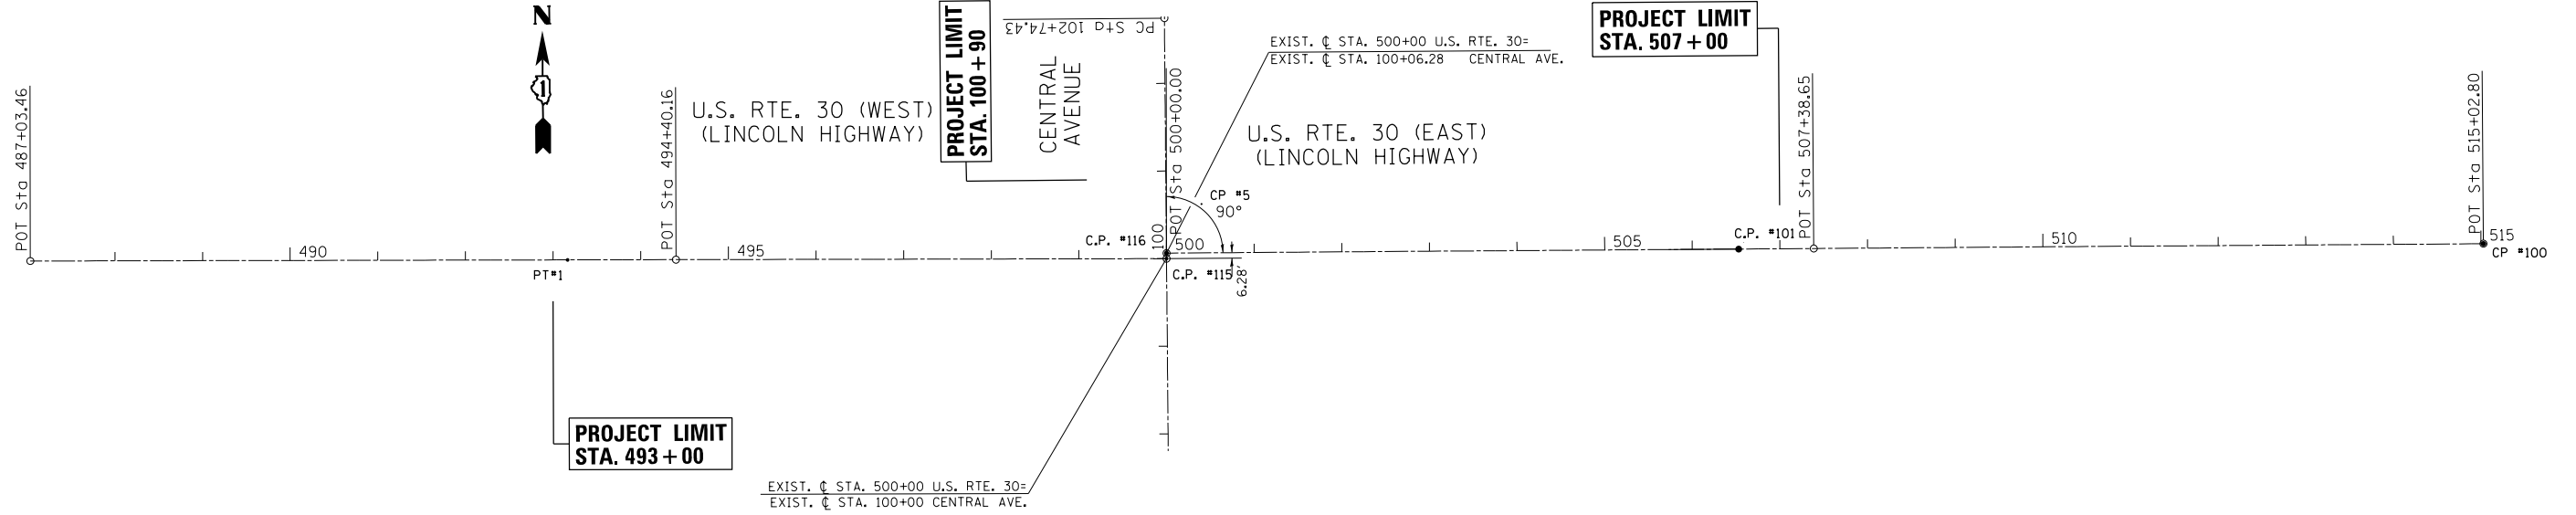 N
1
PROJECT LIMIT
STA. 100+90
PC Sta 102+74.43
CENTRAL
AVENUE
EXIST. ℄ STA. 500+00 U.S. RTE. 30=
EXIST. ℄ STA. 100+06.28 CENTRAL AVE.
PROJECT LIMIT
STA. 507+00
POT Sta 487+03.46
POT Sta 494+40.16
U.S. RTE. 30 (WEST)
(LINCOLN HIGHWAY)
POT Sta 500+00.00
U.S. RTE. 30 (EAST)
(LINCOLN HIGHWAY)
POT Sta 507+38.65
POT Sta 515+02.80
CP #5
90°
490
495
C.P. #116
100
500
505
C.P. #101
510
515
CP #100
PT#1
C.P. #115
6.28'
PROJECT LIMIT
STA. 493+00
EXIST. ℄ STA. 500+00 U.S. RTE. 30=
EXIST. ℄ STA. 100+00 CENTRAL AVE.